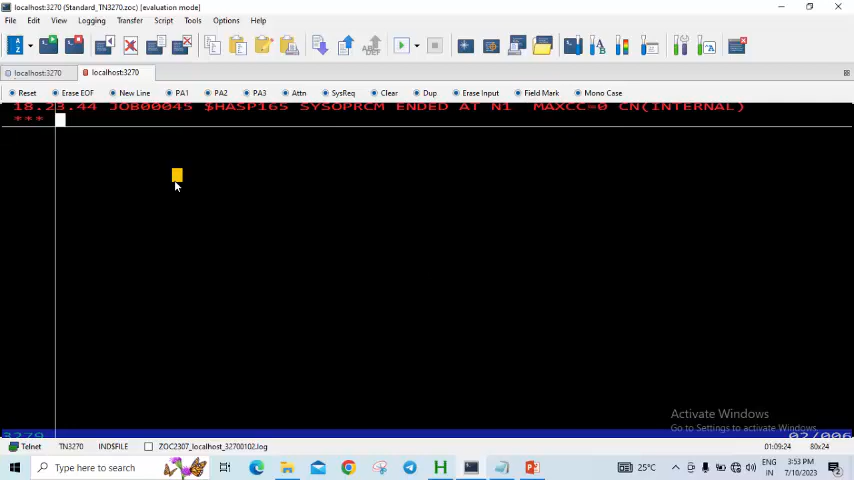 localhost:3270 (Standard_TN3270.zoc) [evaluation mode]
File Edit View Logging Transfer Script Tools Options Help
localhost:3270 localhost:3270
Reset Erase EOF New Line PA1 PA2 PA3 Attn SysReq Clear Dup Erase Input Field Mark Mono Case
18.23.44 JOB00045 $HASP165 SYSOPRCM ENDED AT N1 MAXCC=0 CN(INTERNAL)
***
Activate Windows
Go to Settings to activate Windows.
3279 02/006
Telnet TN3270 INDSFILE ZOC2307_localhost_32700102.log 01:09:24 80x24
Type here to search 25°C ENG IN 3:53 PM 7/10/2023 2